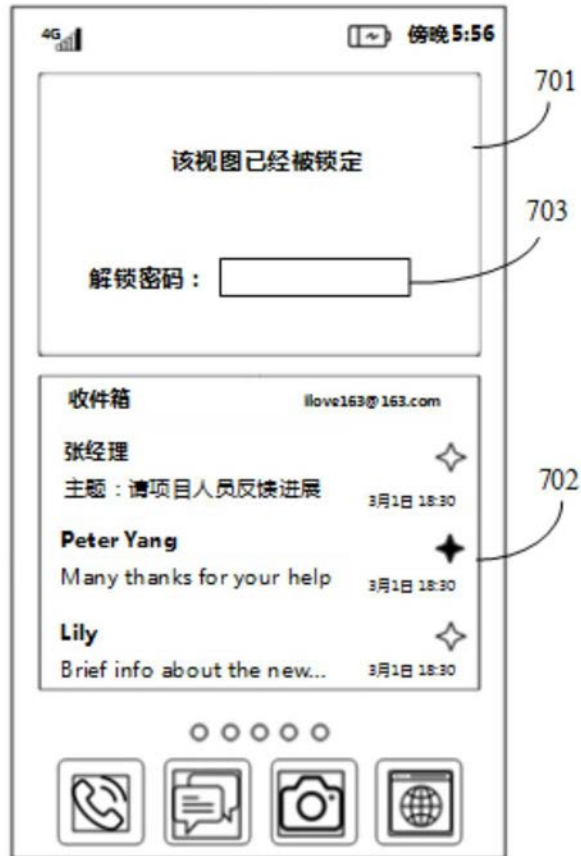 4G 傍晚5:56
701
该视图已经被锁定
703
解锁密码：
收件箱 ilove163@163.com
张经理
主题：请项目人员反馈进展 3月1日 18:30
702
Peter Yang
Many thanks for your help 3月1日 18:30
Lily
Brief info about the new... 3月1日 18:30